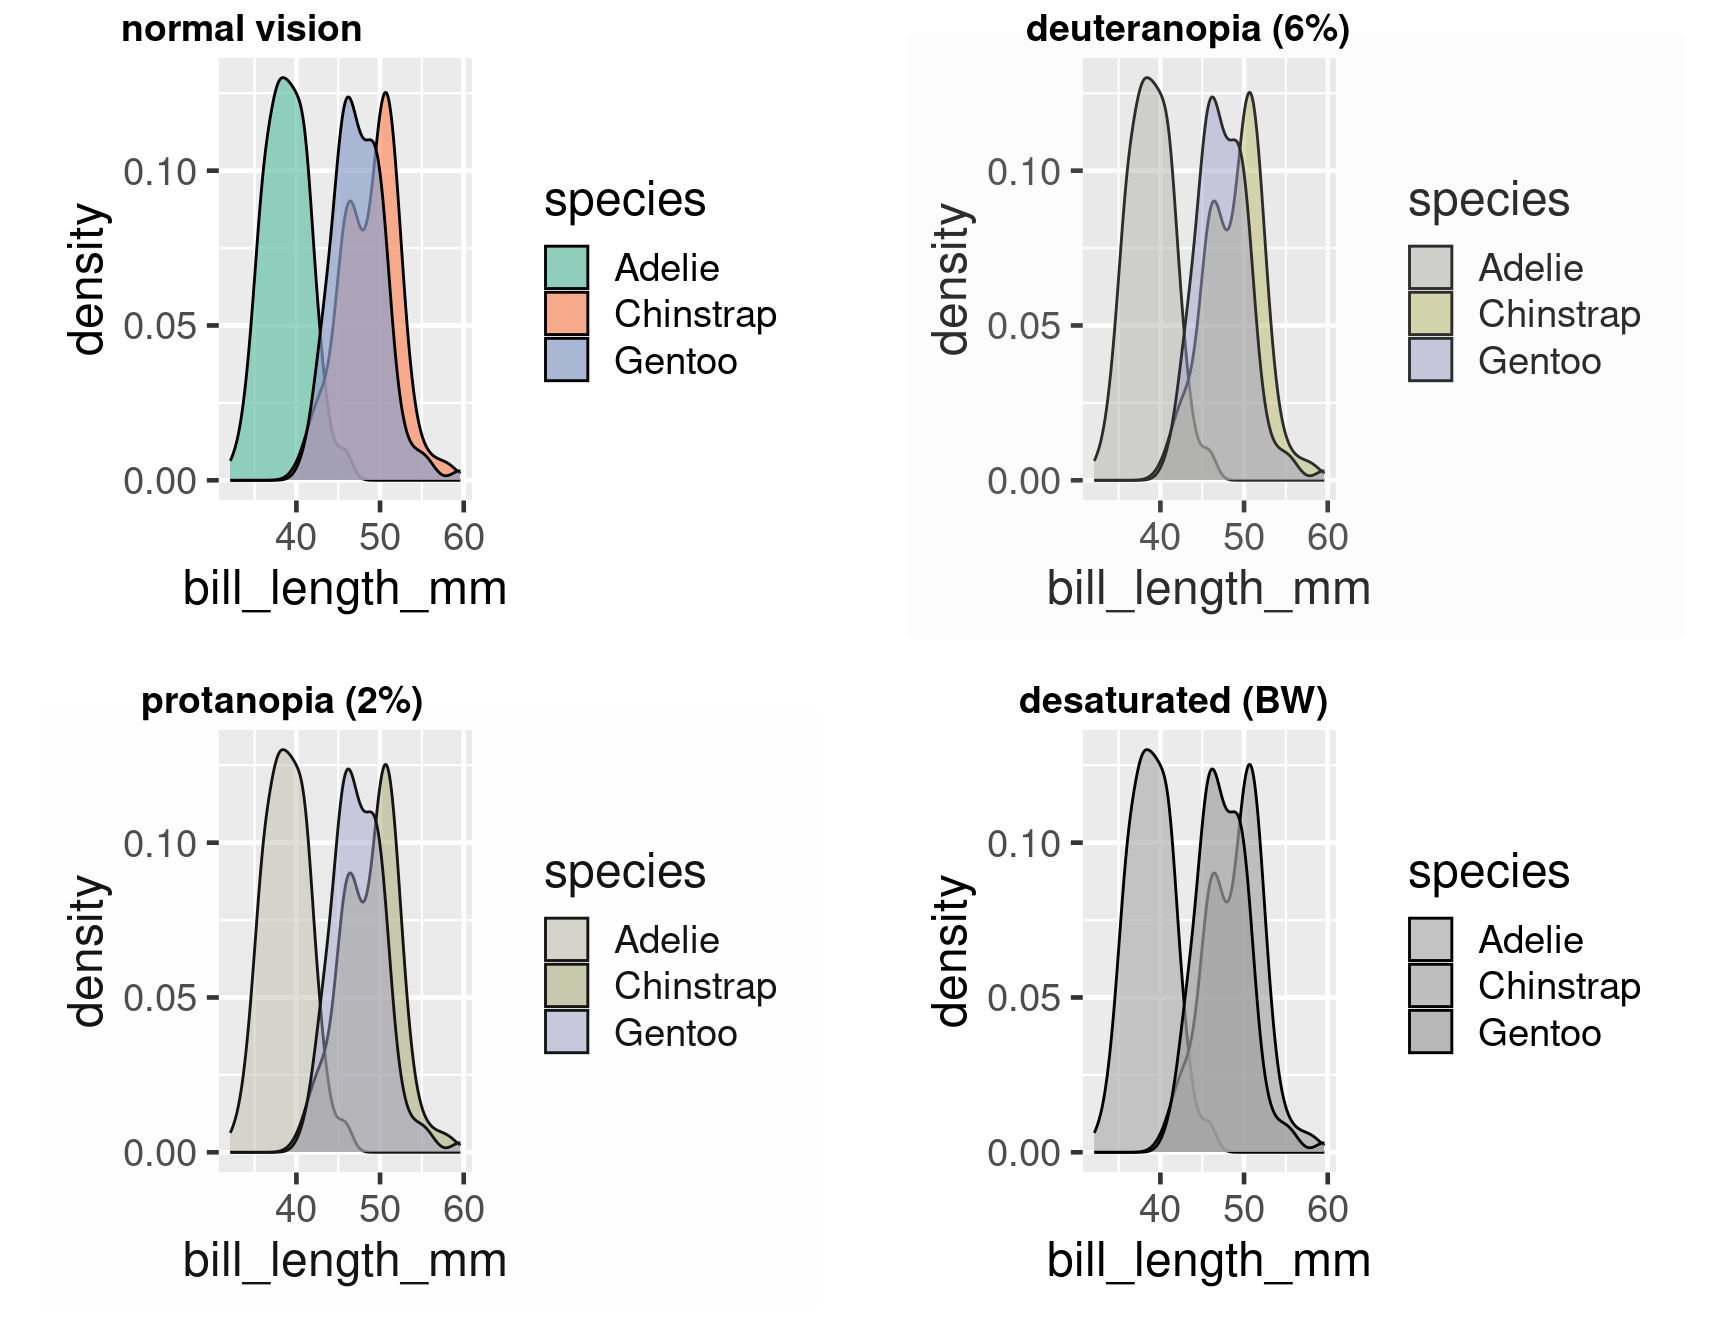 normal vision
density
0.10
0.05
0.00
40 50 60
bill_length_mm
species
Adelie
Chinstrap
Gentoo
deuteranopia (6%)
density
0.10
0.05
0.00
40 50 60
bill_length_mm
species
Adelie
Chinstrap
Gentoo
protanopia (2%)
density
0.10
0.05
0.00
40 50 60
bill_length_mm
species
Adelie
Chinstrap
Gentoo
desaturated (BW)
density
0.10
0.05
0.00
40 50 60
bill_length_mm
species
Adelie
Chinstrap
Gentoo